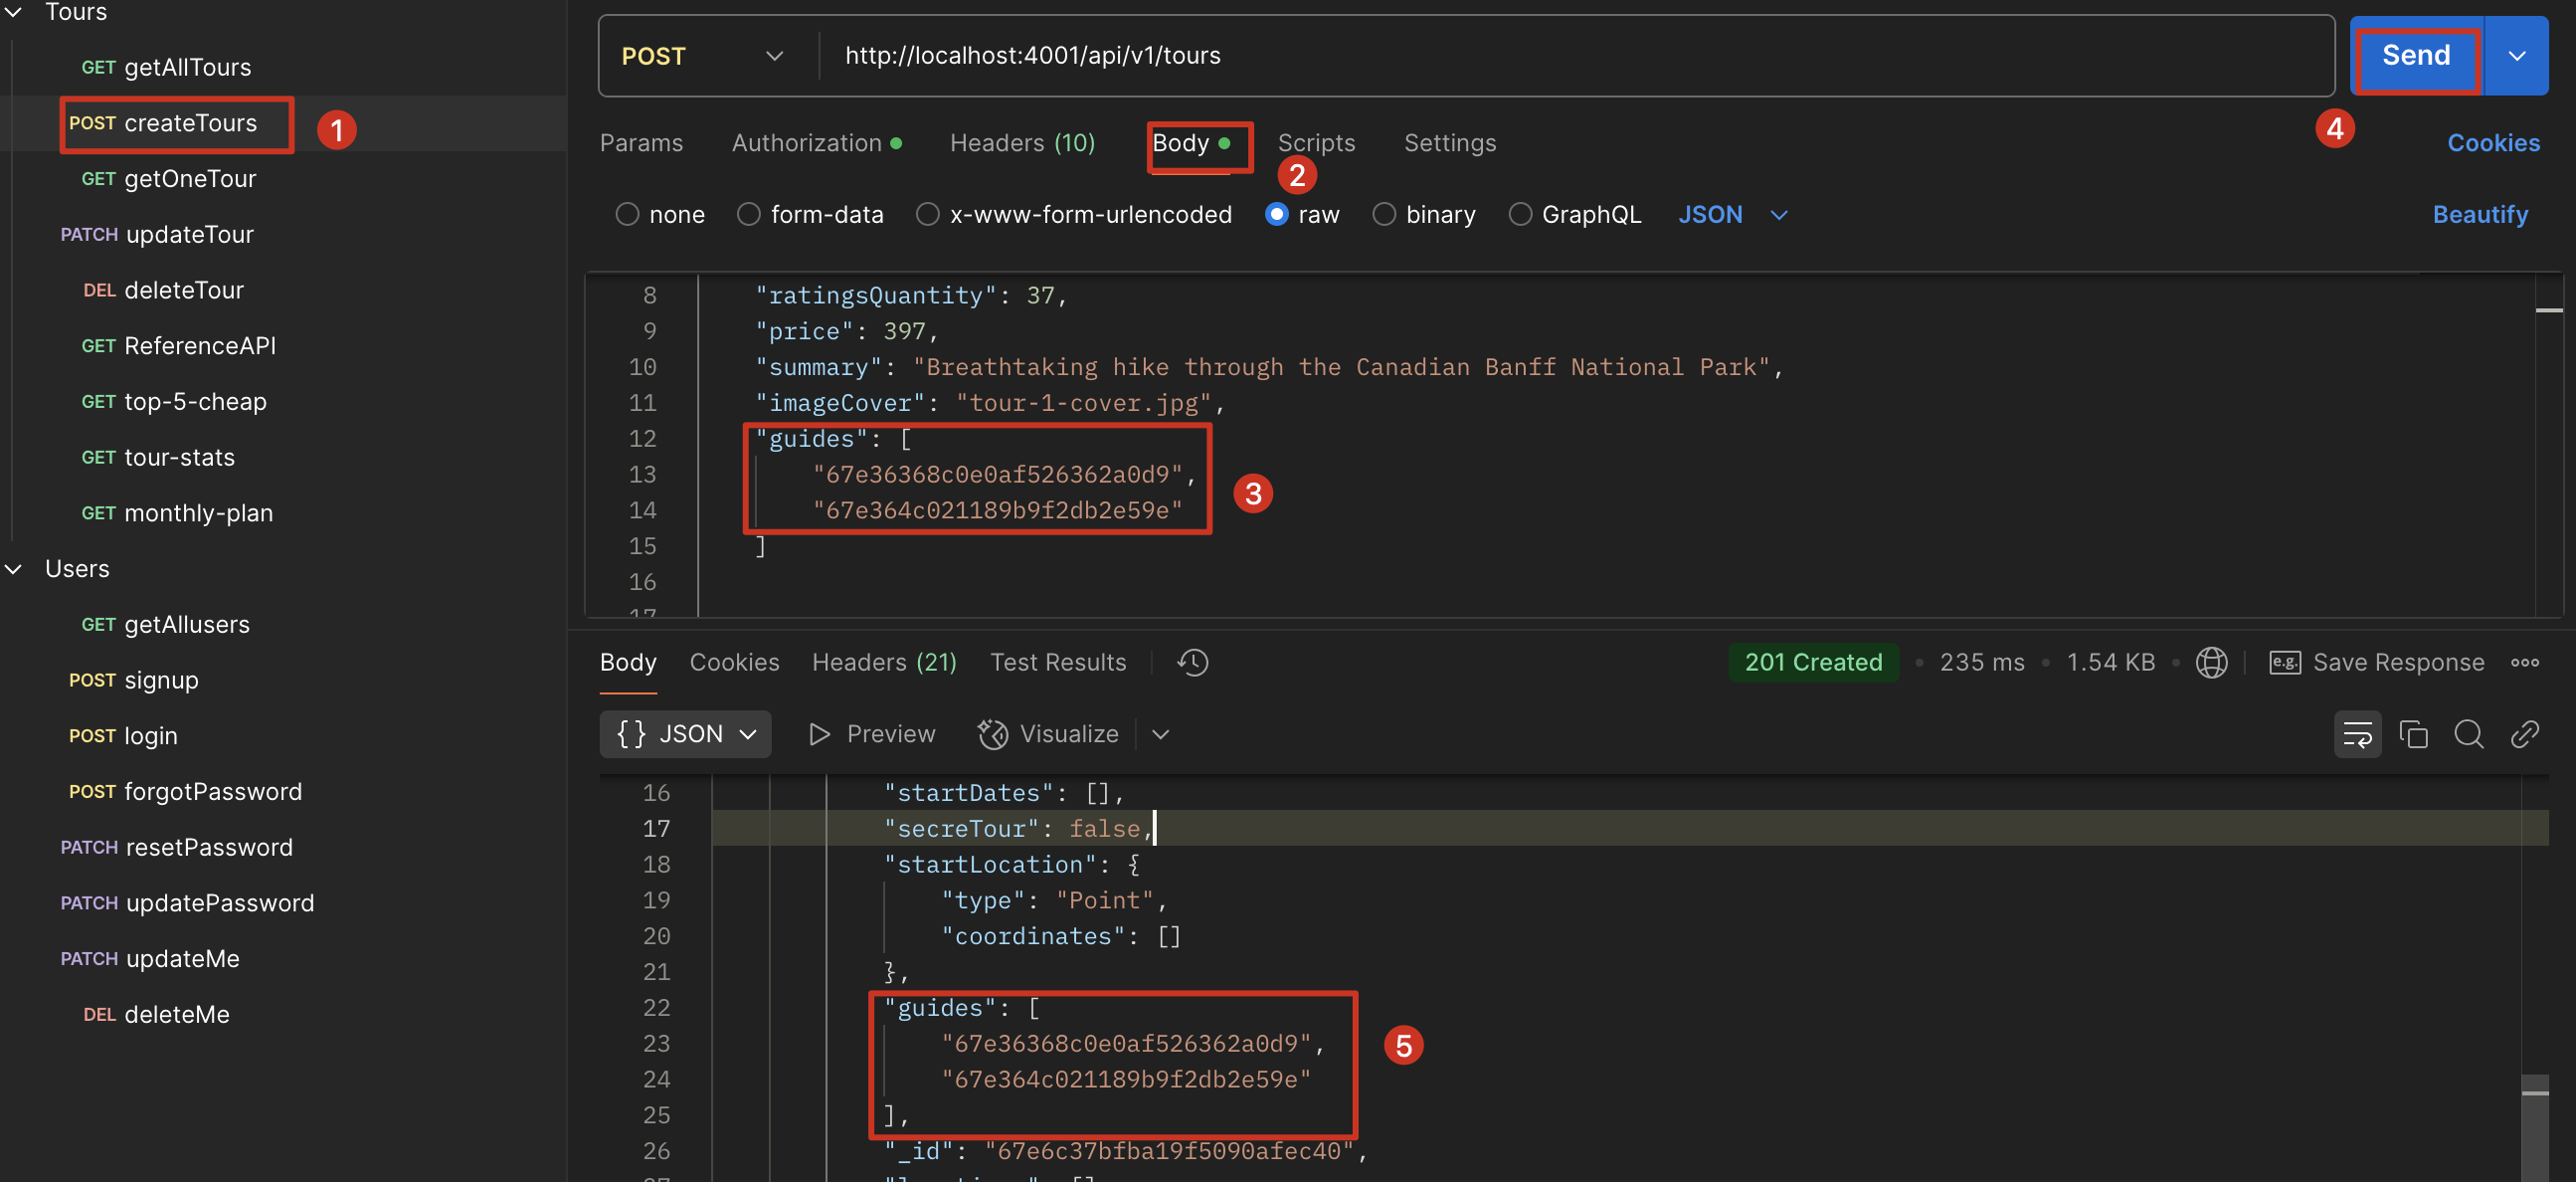 Tours
GET getAllTours
POST createTours
1
GET getOneTour
PATCH updateTour
DEL deleteTour
GET ReferenceAPI
GET top-5-cheap
GET tour-stats
GET monthly-plan
Users
GET getAllusers
POST signup
POST login
POST forgotPassword
PATCH resetPassword
PATCH updatePassword
PATCH updateMe
DEL deleteMe
POST http://localhost:4001/api/v1/tours Send
4
Params Authorization Headers (10) Body Scripts Settings Cookies
2
none form-data x-www-form-urlencoded raw binary GraphQL JSON Beautify
8 "ratingsQuantity": 37,
9 "price": 397,
10 "summary": "Breathtaking hike through the Canadian Banff National Park",
11 "imageCover": "tour-1-cover.jpg",
12 "guides": [
13 "67e36368c0e0af526362a0d9",
3
14 "67e364c021189b9f2db2e59e"
15 ]
16
17
Body Cookies Headers (21) Test Results 201 Created 235 ms 1.54 KB e.g. Save Response
{} JSON Preview Visualize
16 "startDates": [],
17 "secreTour": false,
18 "startLocation": {
19 "type": "Point",
20 "coordinates": []
21 },
22 "guides": [
23 "67e36368c0e0af526362a0d9",
5
24 "67e364c021189b9f2db2e59e"
25 ],
26 "_id": "67e6c37bfba19f5090afec40",